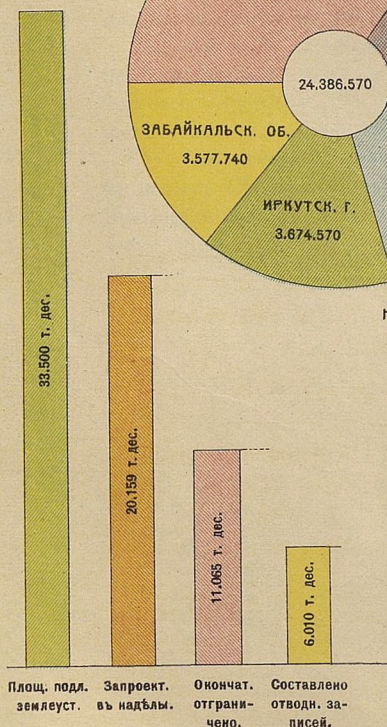 24.386.570
ЗАБАЙКАЛЬСК. ОБ.
3.577.740
ИРКУТСК. Г.
3.674.570
33.500 т. дес.
20.159 т. дес.
11.065 т. дес.
6.010 т. дес.
Площ. подл.
землеуст.
Запроект.
въ надѣлы.
Окончат.
отграни-
чено.
Составлено
отводн. за-
писей.